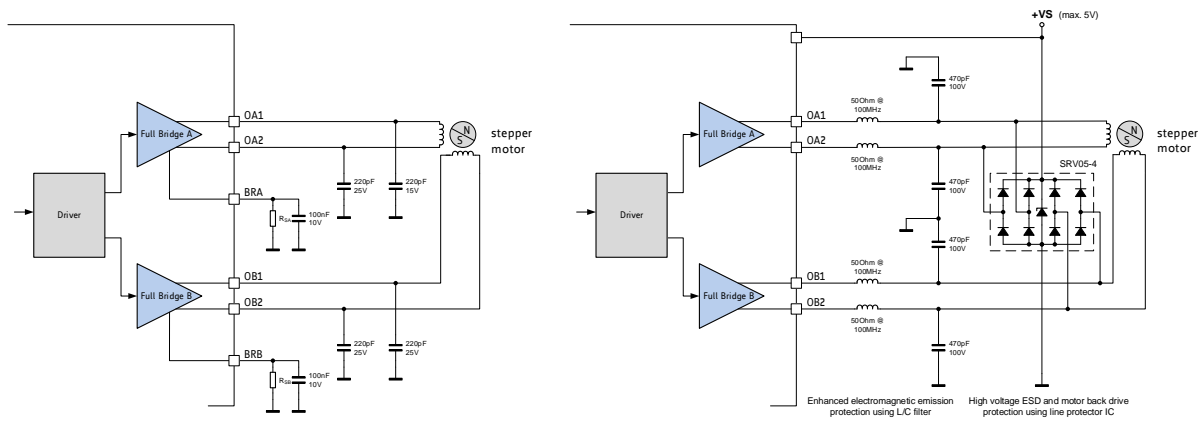 OA1
Full Bridge A
OA2
N
S
stepper
motor
220pF
25V
220pF
15V
Driver
BRA
RSA
100nF
10V
OB1
Full Bridge B
OB2
220pF
25V
220pF
25V
BRB
RSB
100nF
10V
+VS (max. 5V)
470pF
100V
50Ohm @
100MHz
OA1
Full Bridge A
OA2
N
S
stepper
motor
50Ohm @
100MHz
SRV05-4
470pF
100V
Driver
470pF
100V
50Ohm @
100MHz
OB1
Full Bridge B
OB2
50Ohm @
100MHz
470pF
100V
Enhanced electromagnetic emission
protection using L/C filter
High voltage ESD and motor back drive
protection using line protector IC